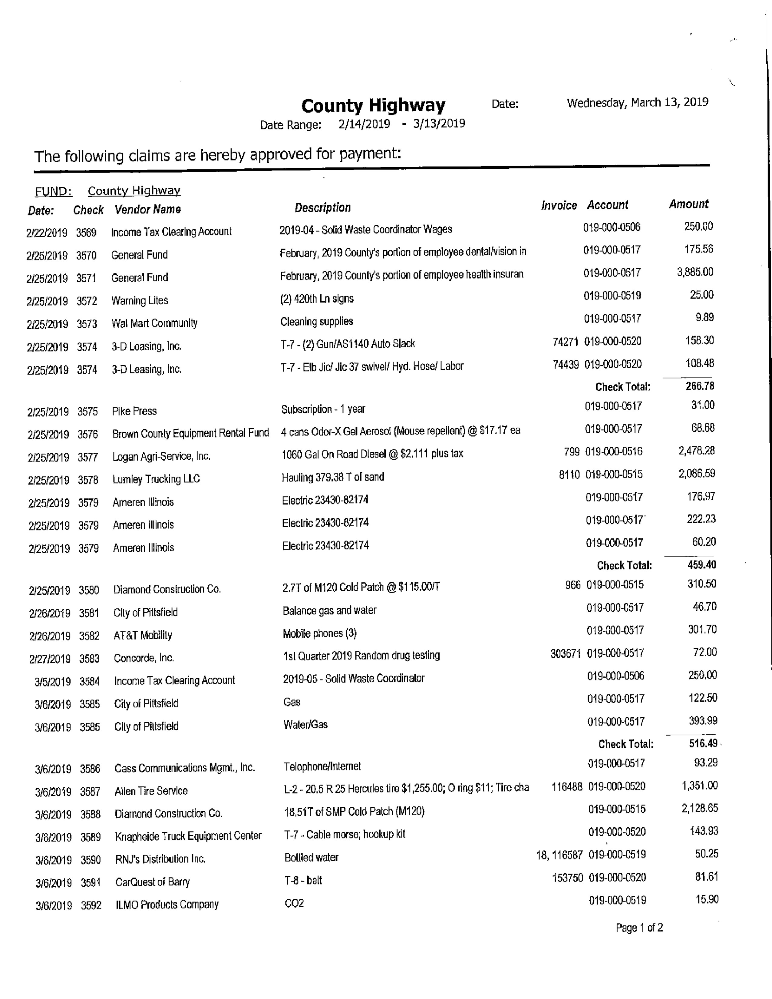 County Highway Date: Wednesday, March 13, 2019
Date Range: 2/14/2019 - 3/13/2019
The following claims are hereby approved for payment:
FUND: County Highway
Date: Check Vendor Name Description Invoice Account Amount
2/22/2019 3569 Income Tax Clearing Account 2019-04 - Solid Waste Coordinator Wages 019-000-0506 250.00
2/25/2019 3570 General Fund February, 2019 County's portion of employee dental/vision in 019-000-0517 175.56
2/25/2019 3571 General Fund February, 2019 County's portion of employee health insuran 019-000-0517 3,885.00
2/25/2019 3572 Warning Lites (2) 420th Ln signs 019-000-0519 25.00
2/25/2019 3573 Wal Mart Community Cleaning supplies 019-000-0517 9.89
2/25/2019 3574 3-D Leasing, Inc. T-7 - (2) Gun/AS1140 Auto Slack 74271 019-000-0520 158.30
2/25/2019 3574 3-D Leasing, Inc. T-7 - Elb Jic/ Jic 37 swivel/ Hyd. Hose/ Labor 74439 019-000-0520 108.48
Check Total: 266.78
2/25/2019 3575 Pike Press Subscription - 1 year 019-000-0517 31.00
2/25/2019 3576 Brown County Equipment Rental Fund 4 cans Odor-X Gel Aerosol (Mouse repellent) @ $17.17 ea 019-000-0517 68.68
2/25/2019 3577 Logan Agri-Service, Inc. 1060 Gal On Road Diesel @ $2.111 plus tax 799 019-000-0516 2,478.28
2/25/2019 3578 Lumley Trucking LLC Hauling 379.38 T of sand 8110 019-000-0515 2,086.59
2/25/2019 3579 Ameren Illinois Electric 23430-82174 019-000-0517 176.97
2/25/2019 3579 Ameren Illinois Electric 23430-82174 019-000-0517 222.23
2/25/2019 3579 Ameren Illinois Electric 23430-82174 019-000-0517 60.20
Check Total: 459.40
2/25/2019 3580 Diamond Construction Co. 2.7T of M120 Cold Patch @ $115.00/T 966 019-000-0515 310.50
2/26/2019 3581 City of Pittsfield Balance gas and water 019-000-0517 46.70
2/26/2019 3582 AT&T Mobility Mobile phones (3) 019-000-0517 301.70
2/27/2019 3583 Concorde, Inc. 1st Quarter 2019 Random drug testing 303671 019-000-0517 72.00
3/5/2019 3584 Income Tax Clearing Account 2019-05 - Solid Waste Coordinator 019-000-0506 250.00
3/6/2019 3585 City of Pittsfield Gas 019-000-0517 122.50
3/6/2019 3585 City of Pittsfield Water/Gas 019-000-0517 393.99
Check Total: 516.49
3/6/2019 3586 Cass Communications Mgmt., Inc. Telephone/Internet 019-000-0517 93.29
3/6/2019 3587 Allen Tire Service L-2 - 20.5 R 25 Hercules tire $1,255.00; O ring $11; Tire cha 116488 019-000-0520 1,351.00
3/6/2019 3588 Diamond Construction Co. 18.51T of SMP Cold Patch (M120) 019-000-0515 2,128.65
3/6/2019 3589 Knapheide Truck Equipment Center T-7 - Cable morse; hookup kit 019-000-0520 143.93
3/6/2019 3590 RNJ's Distribution Inc. Bottled water 18, 116587 019-000-0519 50.25
3/6/2019 3591 CarQuest of Barry T-8 - belt 153750 019-000-0520 81.61
3/6/2019 3592 ILMO Products Company CO2 019-000-0519 15.90
Page 1 of 2